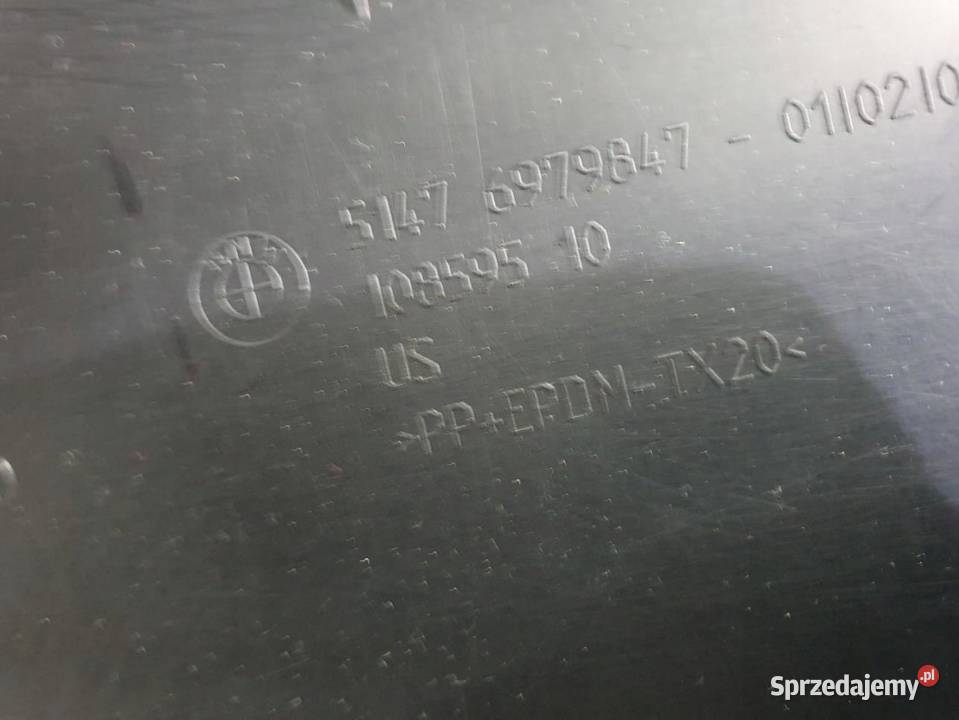 5147 6979847 - 0110210
108595 10
US
>PP+EPDM-TX20<
Sprzedajemy.pl